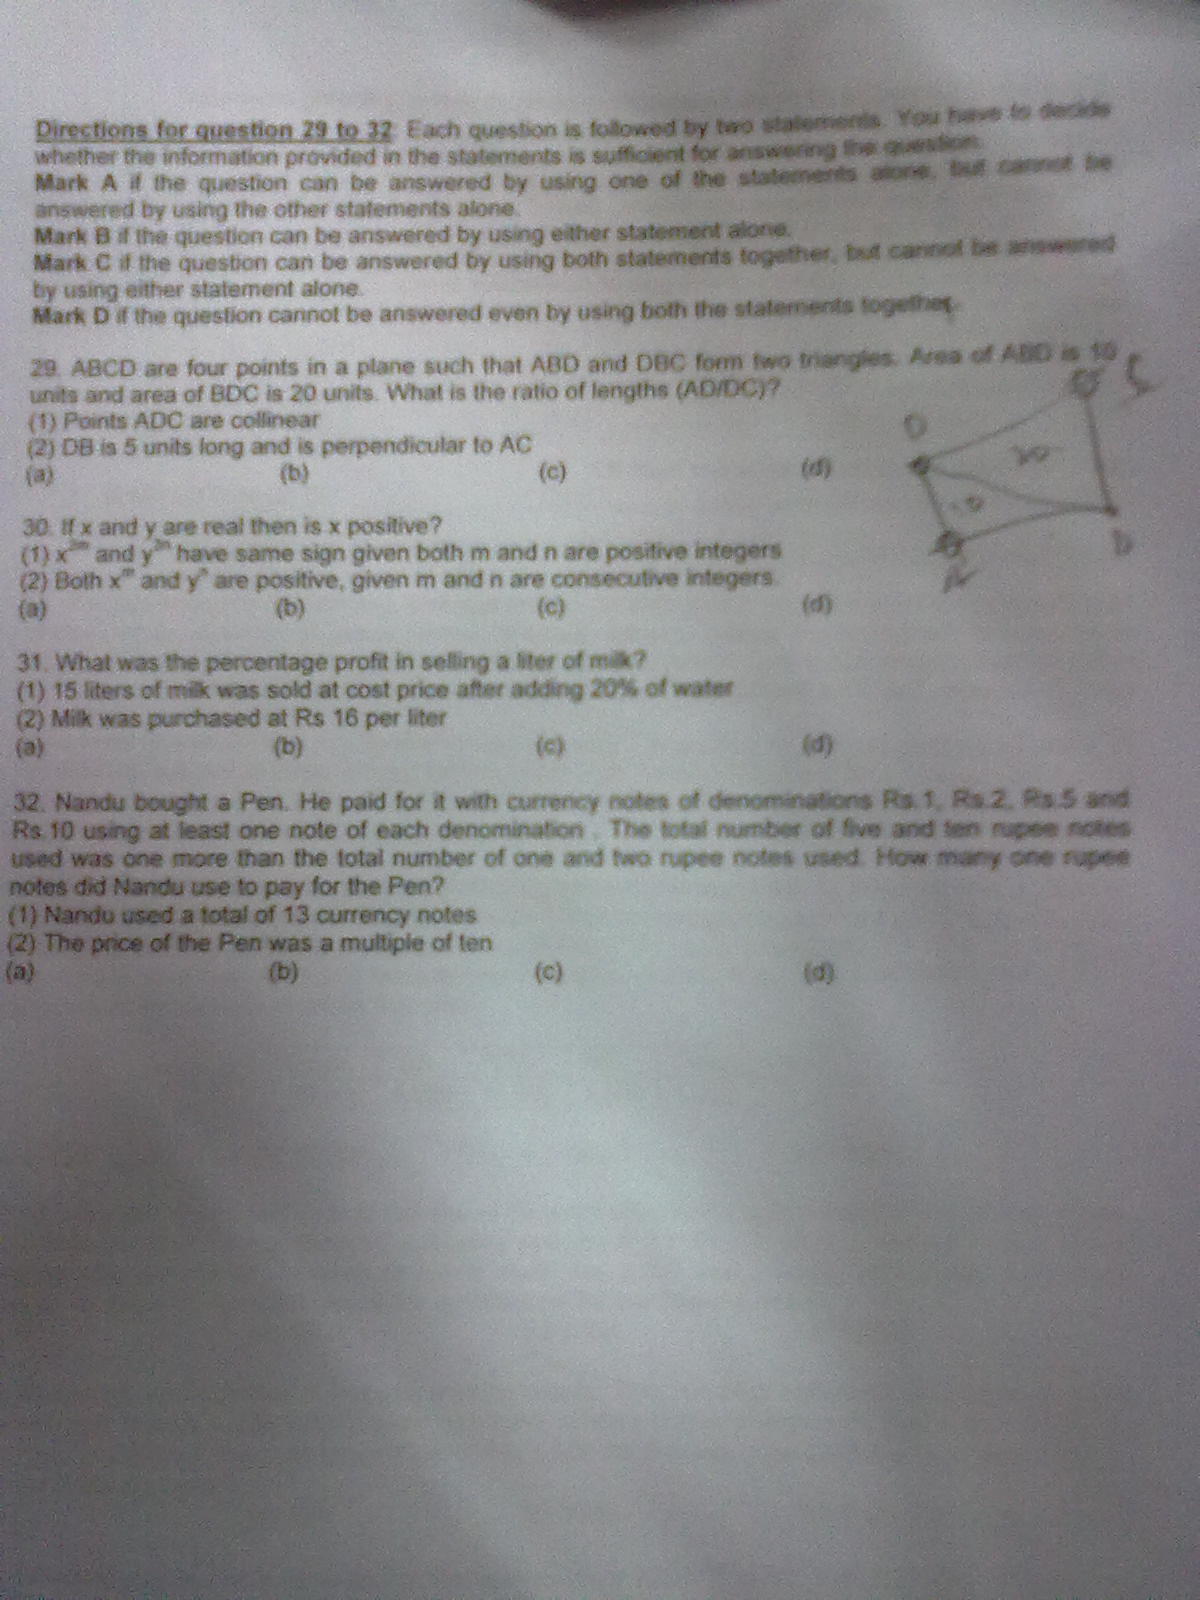 Directions for question 29 to 32 Each question is followed by two statements. You have to decide
whether the information provided in the statements is sufficient for answering the question.
Mark A if the question can be answered by using one of the statements alone, but cannot be
answered by using the other statements alone.
Mark B if the question can be answered by using either statement alone.
Mark C if the question can be answered by using both statements together, but cannot be answered
by using either statement alone.
Mark D if the question cannot be answered even by using both the statements together.
29. ABCD are four points in a plane such that ABD and DBC form two triangles. Area of ABD is 10
units and area of BDC is 20 units. What is the ratio of lengths (AD/DC)?
(1) Points ADC are collinear
(2) DB is 5 units long and is perpendicular to AC
(a) (b) (c) (d)
D
20
10
30. If x and y are real then is x positive?
(1) x and y have same sign given both m and n are positive integers
(2) Both x^m and y^n are positive, given m and n are consecutive integers.
(a) (b) (c) (d)
31. What was the percentage profit in selling a liter of milk?
(1) 15 liters of milk was sold at cost price after adding 20% of water
(2) Milk was purchased at Rs 16 per liter
(a) (b) (c) (d)
32. Nandu bought a Pen. He paid for it with currency notes of denominations Rs.1, Rs.2, Rs.5 and
Rs.10 using at least one note of each denomination . The total number of five and ten rupee notes
used was one more than the total number of one and two rupee notes used. How many one rupee
notes did Nandu use to pay for the Pen?
(1) Nandu used a total of 13 currency notes
(2) The price of the Pen was a multiple of ten
(a) (b) (c) (d)